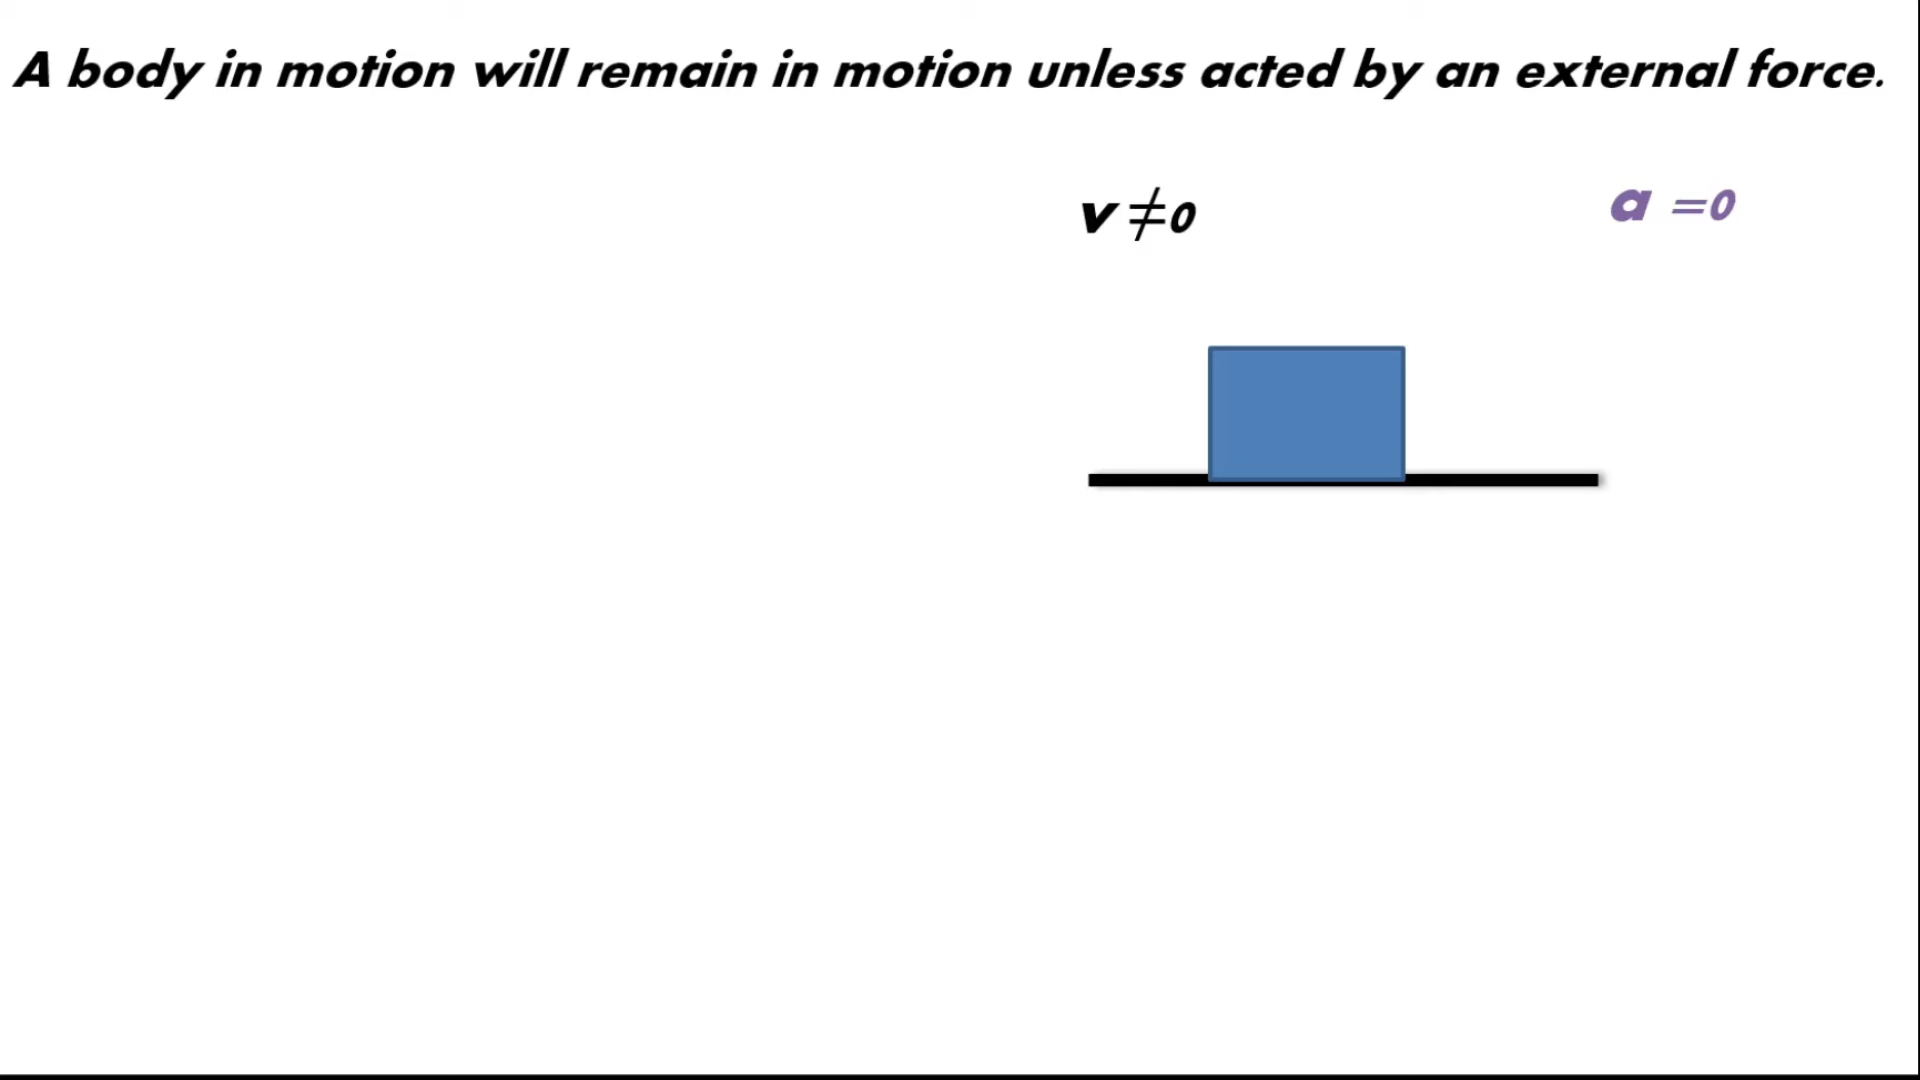 A body in motion will remain in motion unless acted by an external force.
v ≠0 a =0